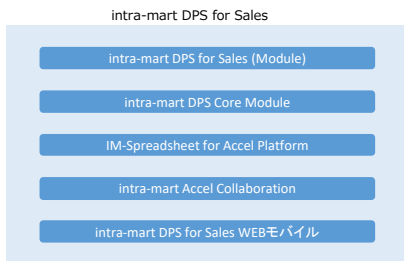 intra-mart DPS for Sales
intra-mart DPS for Sales (Module)
intra-mart DPS Core Module
IM-Spreadsheet for Accel Platform
intra-mart Accel Collaboration
intra-mart DPS for Sales WEBモバイル